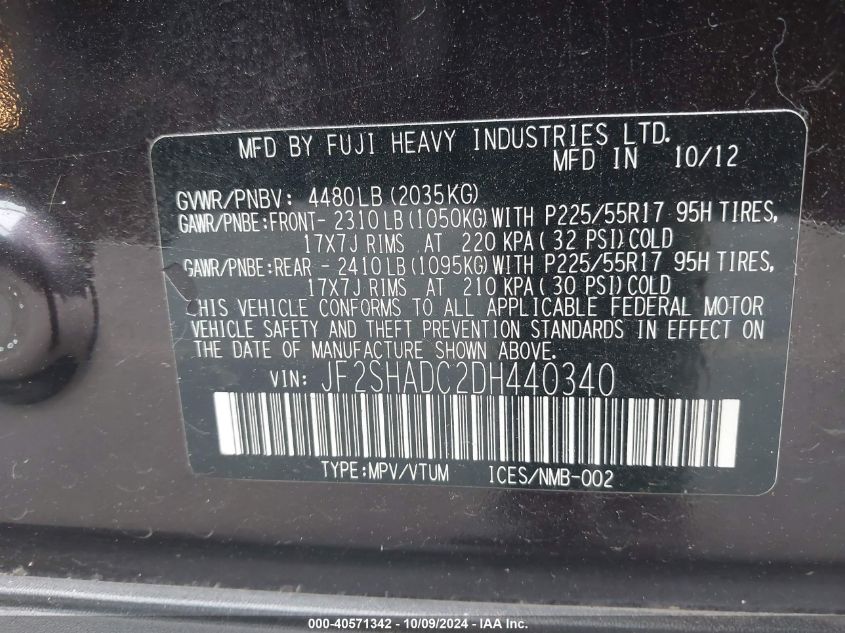 MFD BY FUJI HEAVY INDUSTRIES LTD.
MFD IN 10/12
GVWR/PNBV: 4480LB (2035KG)
GAWR/PNBE:FRONT- 2310LB (1050KG) WITH P225/55R17 95H TIRES,
17X7J RIMS AT 220 KPA ( 32 PSI) COLD
GAWR/PNBE:REAR - 2410LB (1095KG) WITH P225/55R17 95H TIRES,
17X7J RIMS AT 210 KPA ( 30 PSI) COLD
THIS VEHICLE CONFORMS TO ALL APPLICABLE FEDERAL MOTOR
VEHICLE SAFETY AND THEFT PREVENTION STANDARDS IN EFFECT ON
THE DATE OF MANUFACTURE SHOWN ABOVE.
VIN: JF2SHADC2DH440340
TYPE:MPV/VTUM ICES/NMB-002
000-40571342 - 10/09/2024 - IAA Inc.